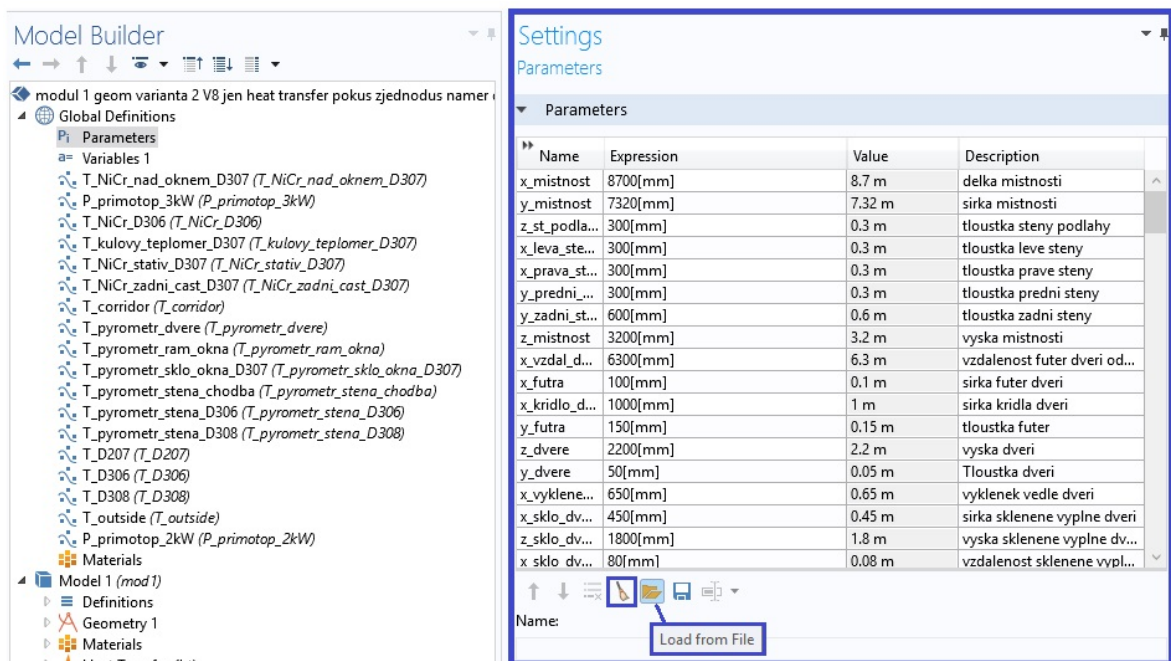 Model Builder
modul 1 geom varianta 2 V8 jen heat transfer pokus zjednodus namer
Global Definitions
Pi Parameters
a= Variables 1
T_NiCr_nad_oknem_D307 (T_NiCr_nad_oknem_D307)
P_primotop_3kW (P_primotop_3kW)
T_NiCr_D306 (T_NiCr_D306)
T_kulovy_teplomer_D307 (T_kulovy_teplomer_D307)
T_NiCr_stativ_D307 (T_NiCr_stativ_D307)
T_NiCr_zadni_cast_D307 (T_NiCr_zadni_cast_D307)
T_corridor (T_corridor)
T_pyrometr_dvere (T_pyrometr_dvere)
T_pyrometr_ram_okna (T_pyrometr_ram_okna)
T_pyrometr_sklo_okna_D307 (T_pyrometr_sklo_okna_D307)
T_pyrometr_stena_chodba (T_pyrometr_stena_chodba)
T_pyrometr_stena_D306 (T_pyrometr_stena_D306)
T_pyrometr_stena_D308 (T_pyrometr_stena_D308)
T_D207 (T_D207)
T_D306 (T_D306)
T_D308 (T_D308)
T_outside (T_outside)
P_primotop_2kW (P_primotop_2kW)
Materials
Model 1 (mod1)
Definitions
Geometry 1
Materials
Settings
Parameters
Parameters
Name Expression Value Description
x_mistnost 8700[mm] 8.7 m delka mistnosti
y_mistnost 7320[mm] 7.32 m sirka mistnosti
z_st_podla... 300[mm] 0.3 m tloustka steny podlahy
x_leva_ste... 300[mm] 0.3 m tloustka leve steny
x_prava_st... 300[mm] 0.3 m tloustka prave steny
y_predni_... 300[mm] 0.3 m tloustka predni steny
y_zadni_st... 600[mm] 0.6 m tloustka zadni steny
z_mistnost 3200[mm] 3.2 m vyska mistnosti
x_vzdal_d... 6300[mm] 6.3 m vzdalenost futer dveri od...
x_futra 100[mm] 0.1 m sirka futer dveri
x_kridlo_d... 1000[mm] 1 m sirka kridla dveri
y_futra 150[mm] 0.15 m tloustka futer
z_dvere 2200[mm] 2.2 m vyska dveri
y_dvere 50[mm] 0.05 m Tloustka dveri
x_vyklene... 650[mm] 0.65 m vyklenek vedle dveri
x_sklo_dv... 450[mm] 0.45 m sirka sklenene vyplne dveri
z_sklo_dv... 1800[mm] 1.8 m vyska sklenene vyplne dv...
x_sklo_dv... 80[mm] 0.08 m vzdalenost sklenene vypl...
Name:
Load from File